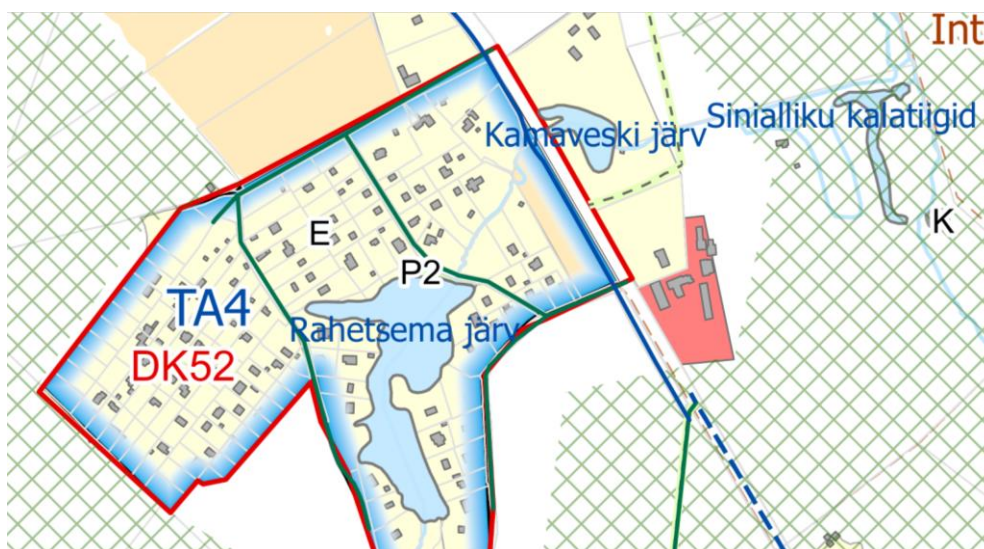 Int
Sinialliku kalatiigid
Kamaveski järv
K
E
P2
TA4
Rahetsema järv
DK52